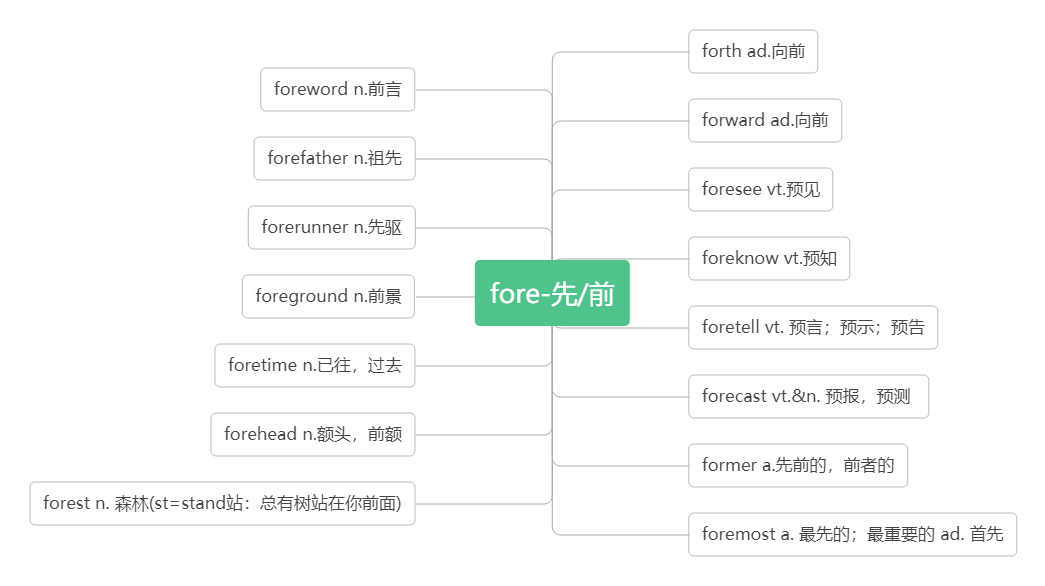 fore-先/前
forth ad.向前
forward ad.向前
foresee vt.预见
foreknow vt.预知
foretell vt. 预言；预示；预告
forecast vt.&n. 预报，预测
former a.先前的，前者的
foremost a. 最先的；最重要的 ad. 首先
foreword n.前言
forefather n.祖先
forerunner n.先驱
foreground n.前景
foretime n.已往，过去
forehead n.额头，前额
forest n. 森林(st=stand站：总有树站在你前面)